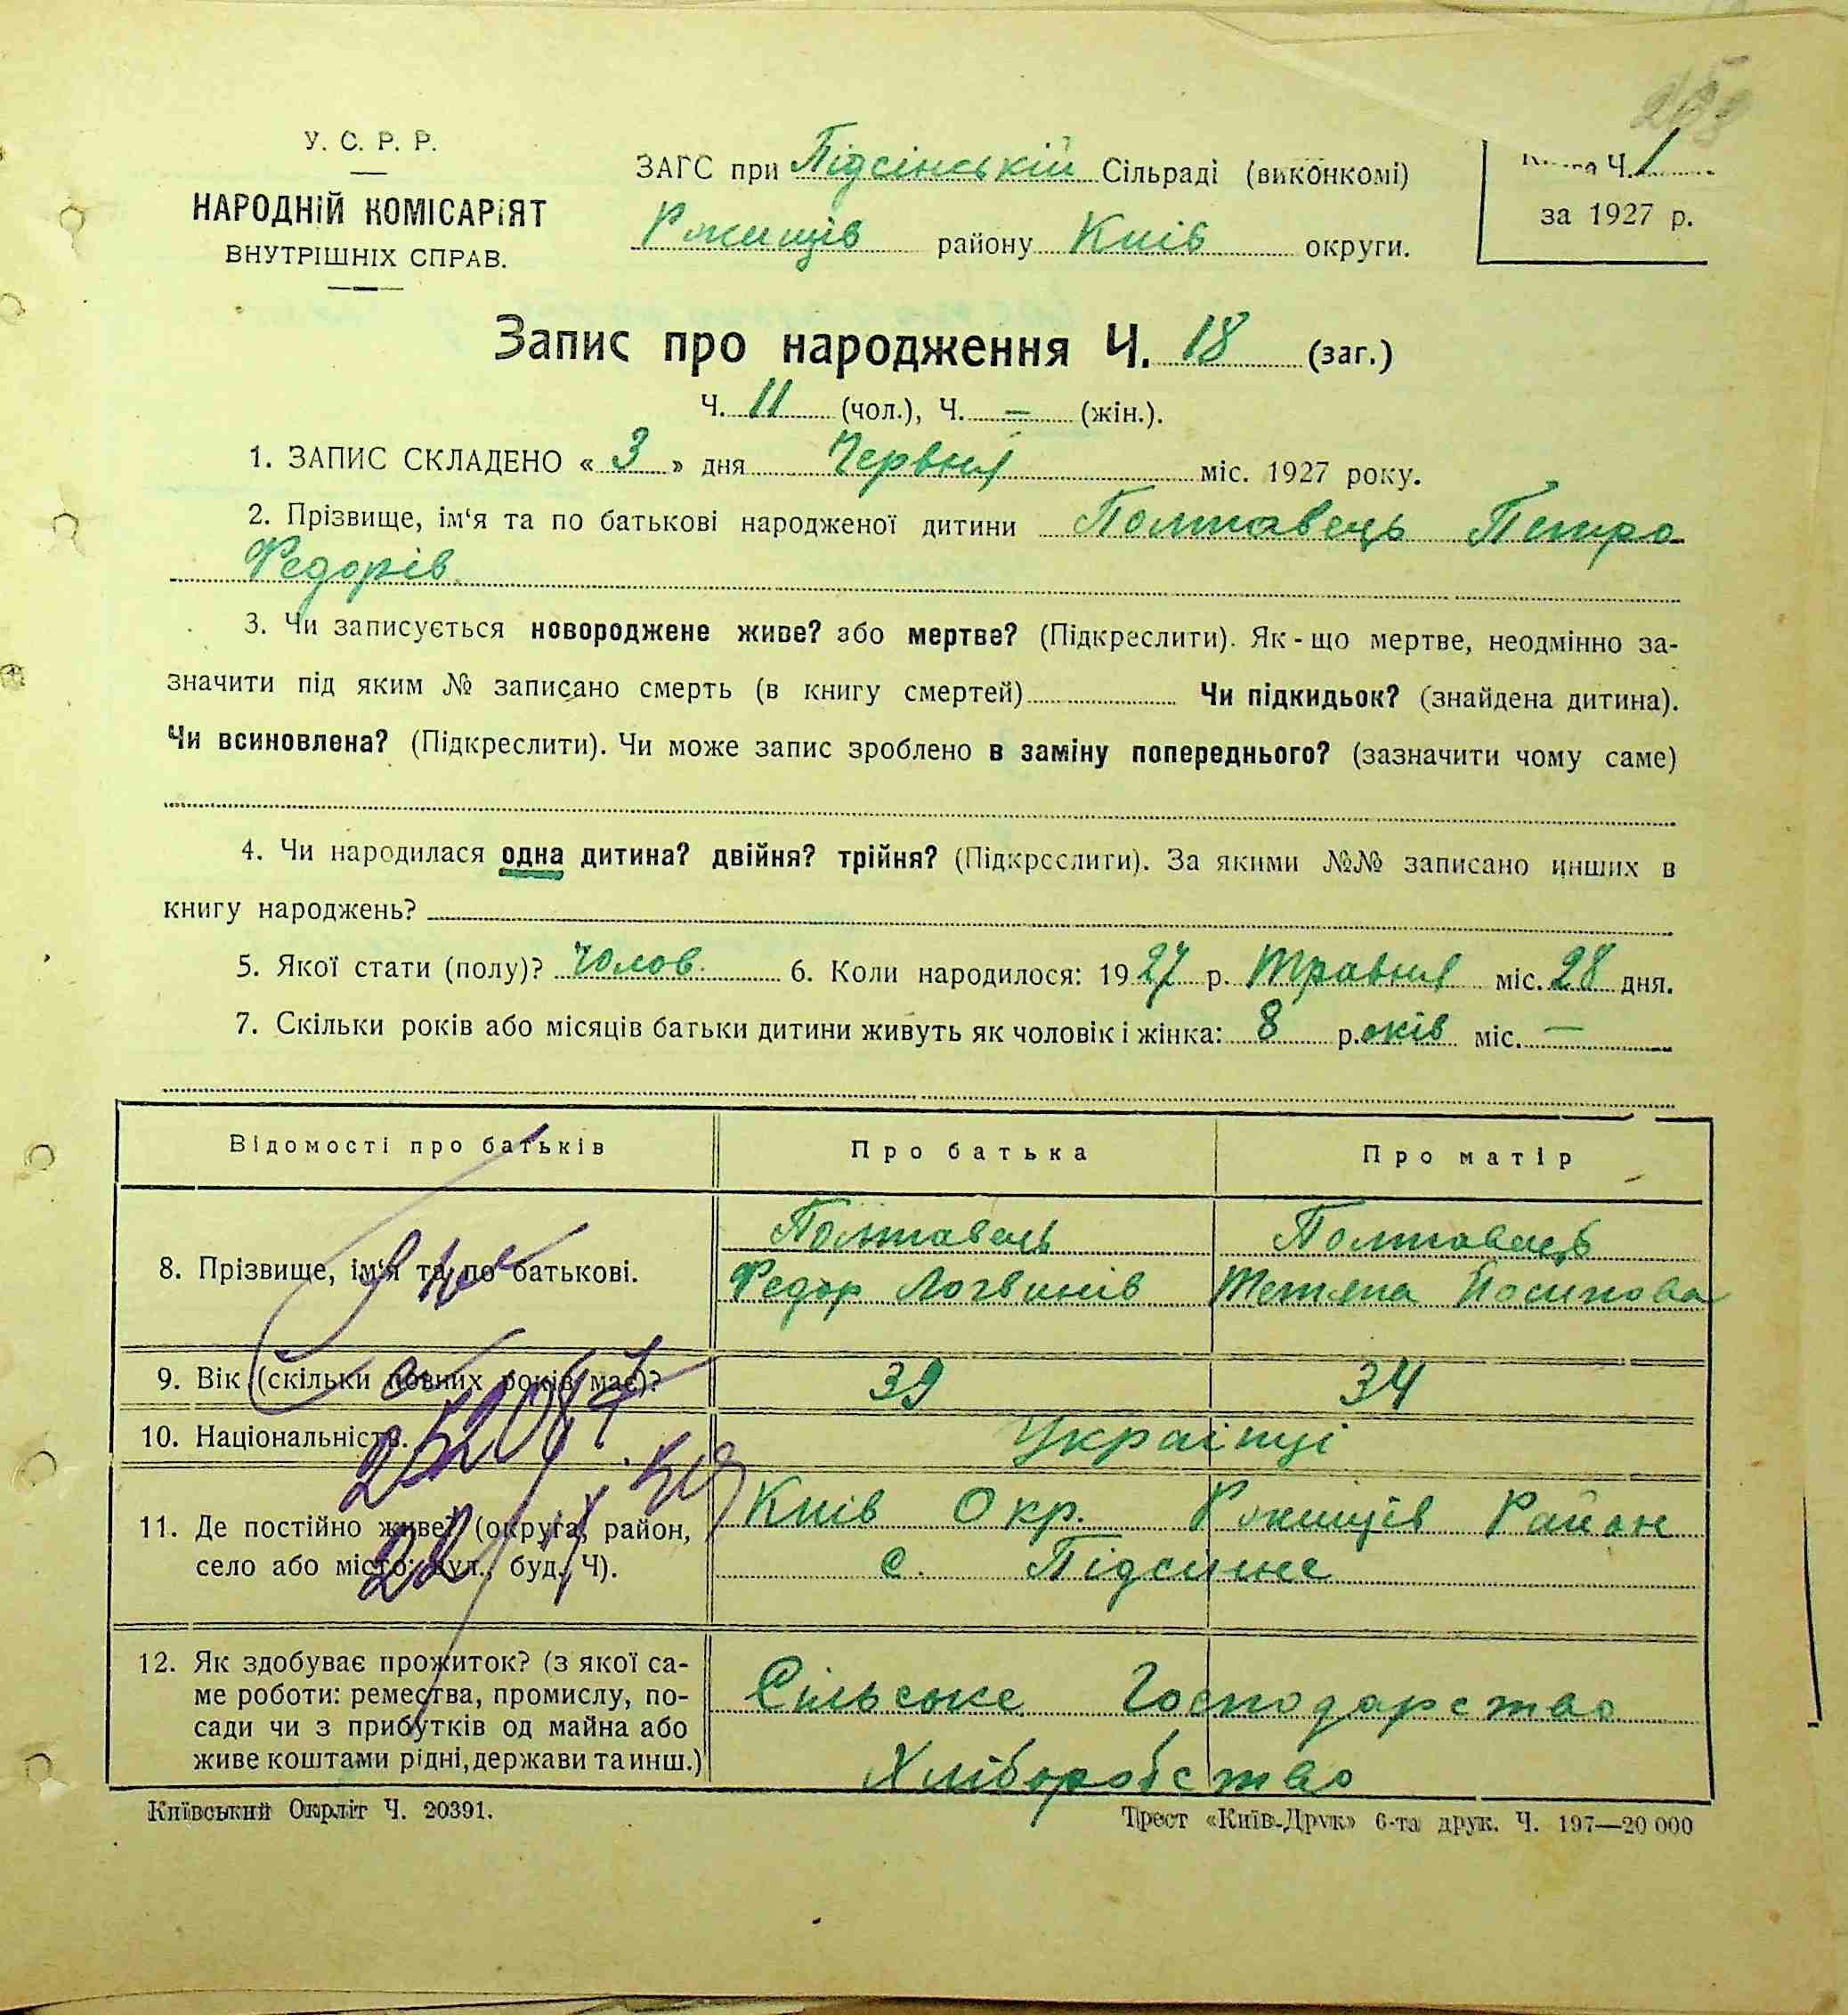 У. С. Р. Р.
НАРОДНІЙ КОМІСАРІЯТ
ВНУТРІШНІХ СПРАВ.
ЗАГС при Підсінській Сільраді (виконкомі)
Ржищів району Київ округи.
Ч. 1
за 1927 р.
Запис про народження Ч. 18 (заг.)
Ч. 11 (чол.), Ч. — (жін.).
1. ЗАПИС СКЛАДЕНО « 3 » дня Червня міс. 1927 року.
2. Прізвище, ім‘я та по батькові народженої дитини Полтавець Петро
Федорів
3. Чи записується новороджене живе? або мертве? (Підкреслити). Як-що мертве, неодмінно за-
значити під яким № записано смерть (в книгу смертей) Чи підкидьок? (знайдена дитина).
Чи всиновлена? (Підкреслити). Чи може запис зроблено в заміну попереднього? (зазначити чому саме)
4. Чи народилася одна дитина? двійня? трійня? (Підкреслити). За якими №№ записано инших в
книгу народжень?
5. Якої стати (полу)? чолов. 6. Коли народилося: 1927 р. Травня міс. 28 дня.
7. Скільки років або місяців батьки дитини живуть як чоловік і жінка: 8 років міс. —
Відомості про батьків Про батька Про матір
8. Прізвище, ім‘я та по батькові.
Полтавець Полтавець
Федор Логвинів Тетяна Йосипова
9. Вік (скільки повних років має)? 39 34
10. Національність. Украінці
11. Де постійно живе? (округа, район,
село або місто; вул., буд., Ч).
Київ Окр. Ржищів Район
с. Підсинне
12. Як здобуває прожиток? (з якої са-
ме роботи: ремества, промислу, по-
сади чи з прибутків од майна або
живе коштами рідні, держави та инш.)
Сільське Господарство
Хліборобство
Київський Окрліт Ч. 20391.
Трест «Київ-Друк» 6-та друк. Ч. 197—20 000